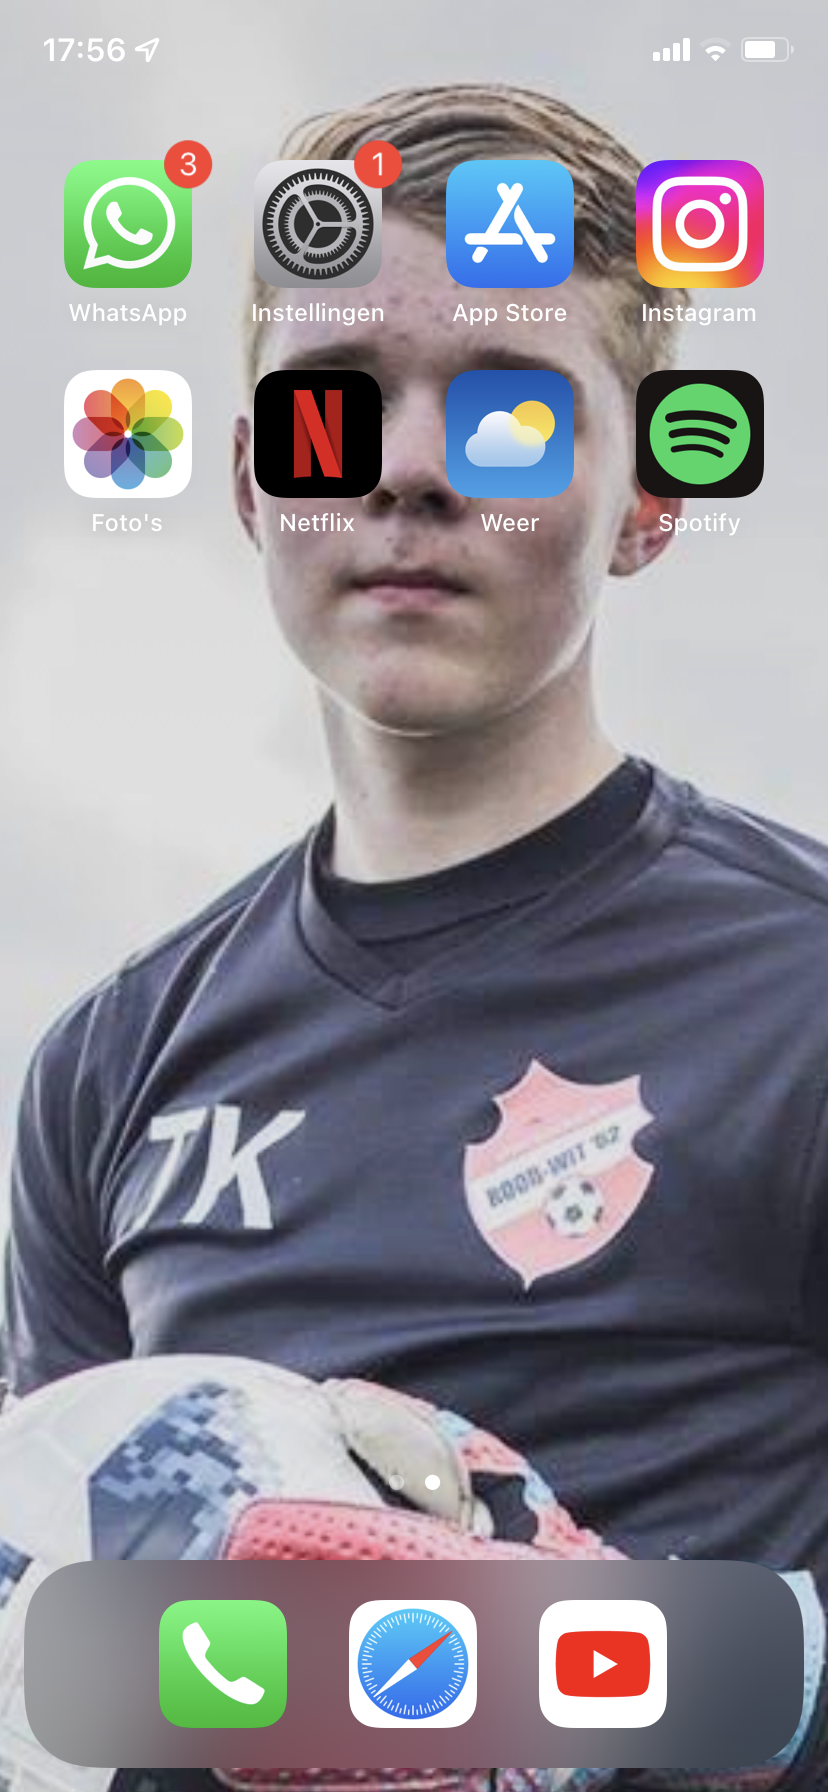 17:56
3
1
WhatsApp
Instellingen
App Store
Instagram
Foto's
Netflix
Weer
Spotify
TK
ROOD-WIT '62